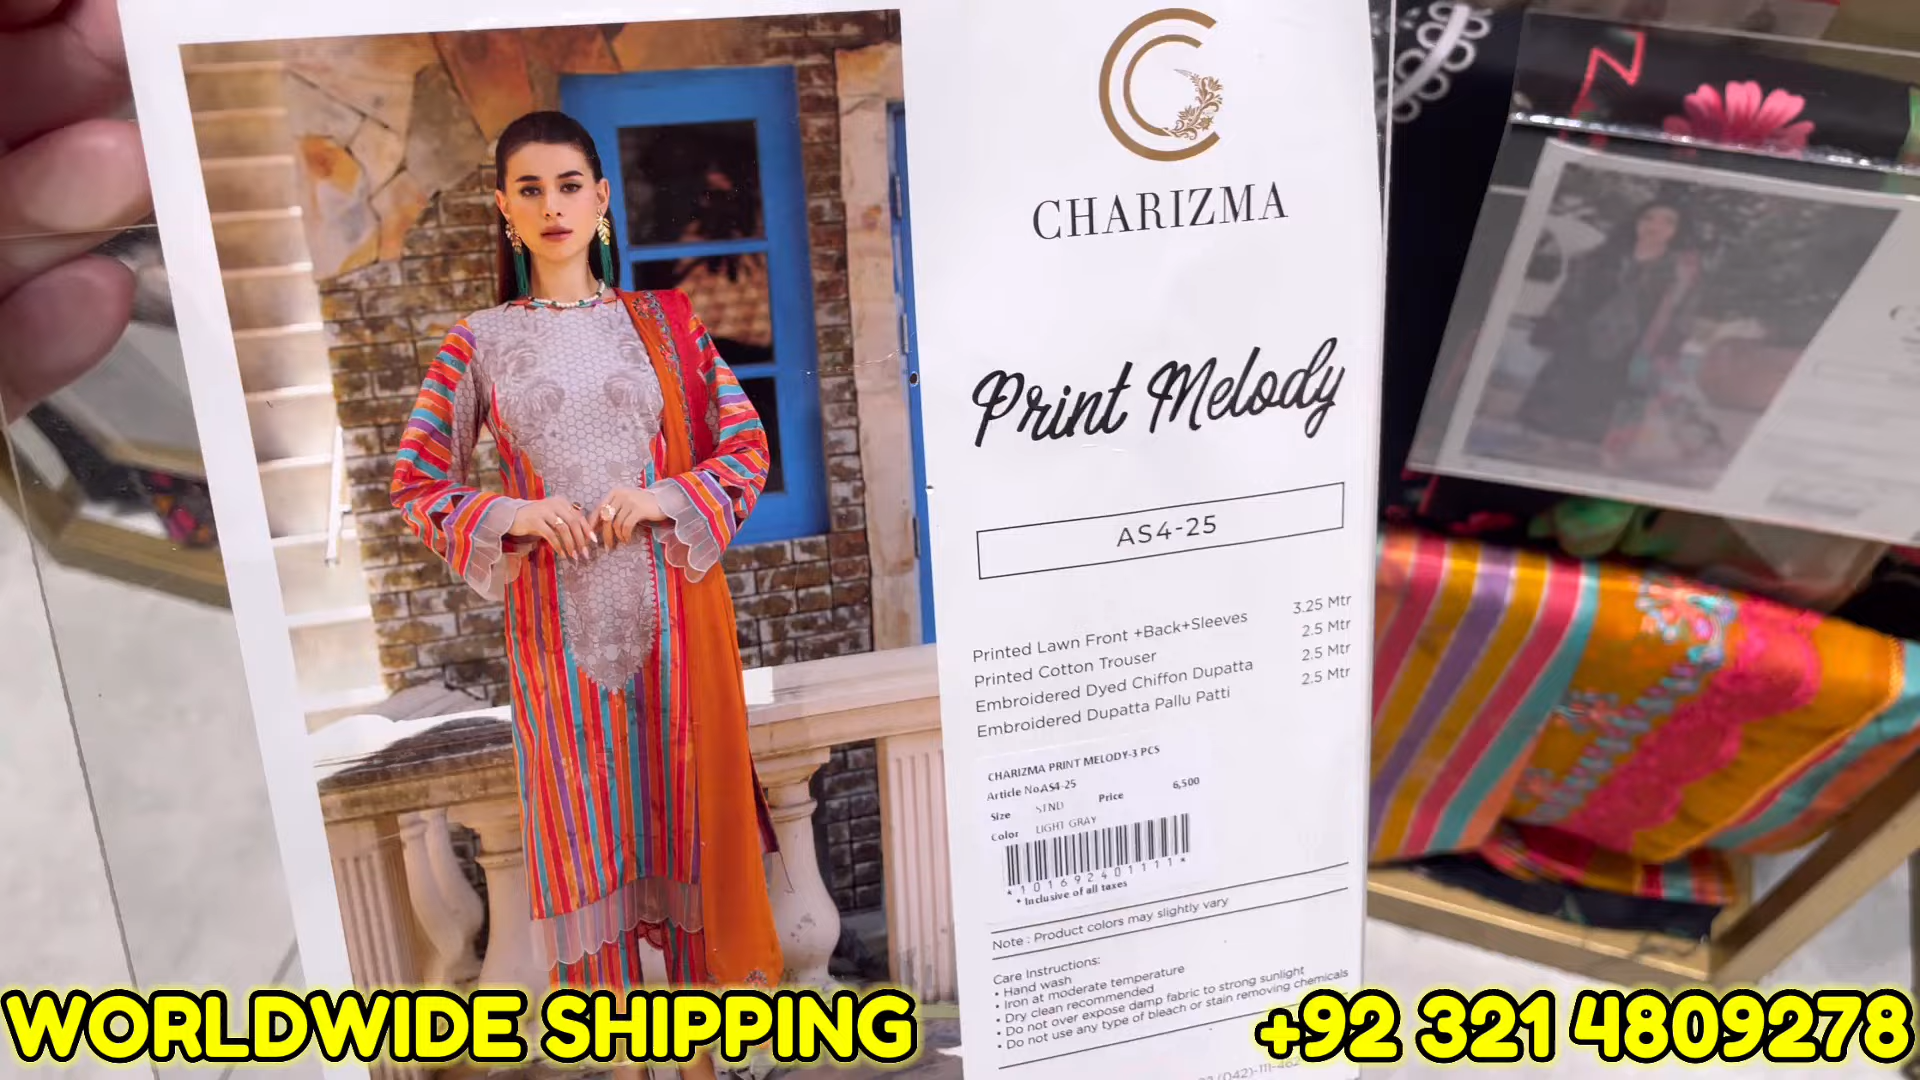 CHARIZMA
Print Melody
AS4-25
Printed Lawn Front +Back+Sleeves 3.25 Mtr
Printed Cotton Trouser 2.5 Mtr
Embroidered Dyed Chiffon Dupatta 2.5 Mtr
Embroidered Dupatta Pallu Patti 2.5 Mtr
CHARIZMA PRINT MELODY-3 PCS
Article No.AS4-25
Size STND Price 6,500
Color LIGHT GRAY
*101692401111*
* Inclusive of all taxes
Note : Product colors may slightly vary
Care Instructions:
• Hand wash
• Iron at moderate temperature
• Dry clean recommended
• Do not over expose damp fabric to strong sunlight
• Do not use any type of bleach or stain removing chemicals
(042)-111-
WORLDWIDE SHIPPING
+92 321 4809278